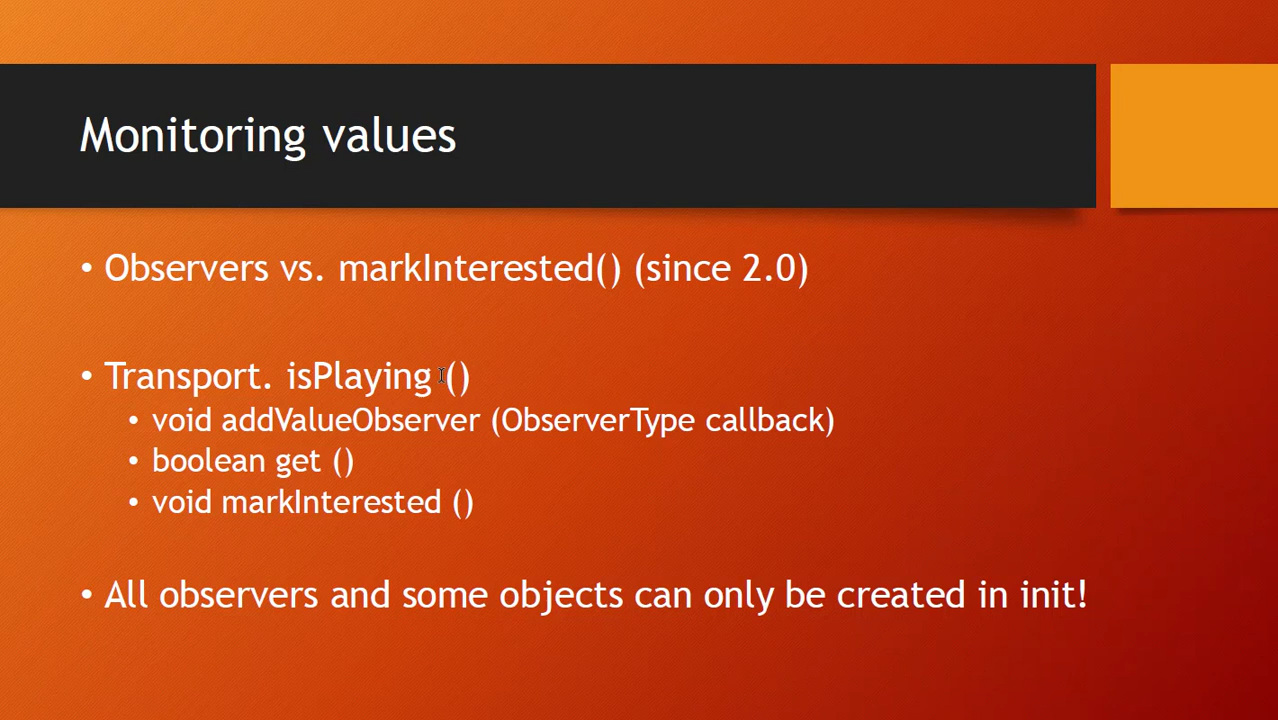 Monitoring values
• Observers vs. markInterested() (since 2.0)
• Transport. isPlaying ()
• void addValueObserver (ObserverType callback)
• boolean get ()
• void markInterested ()
• All observers and some objects can only be created in init!